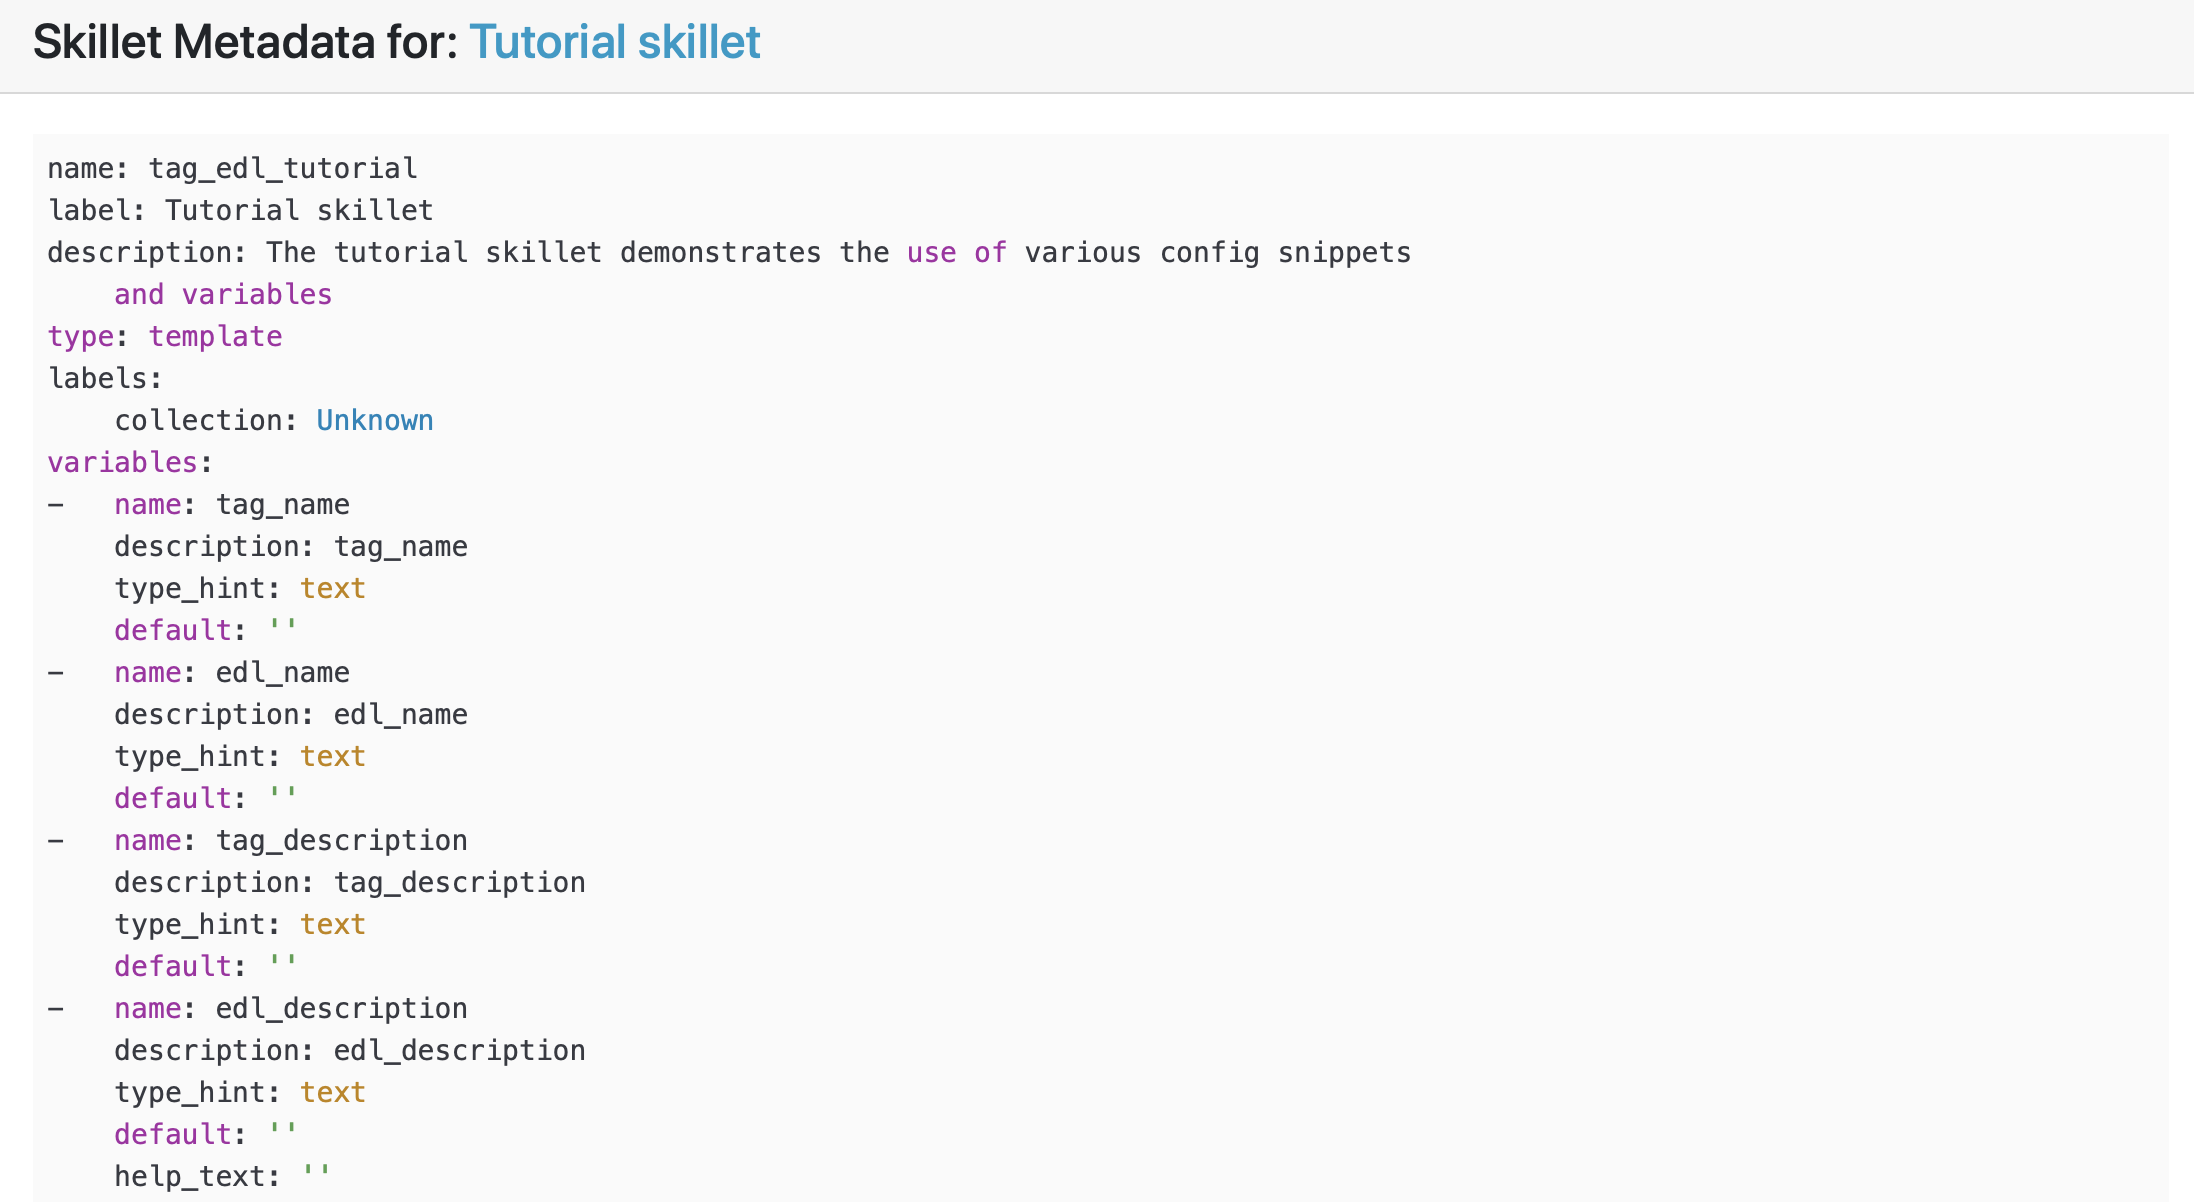 Skillet Metadata for: Tutorial skillet
name: tag_edl_tutorial
label: Tutorial skillet
description: The tutorial skillet demonstrates the use of various config snippets
    and variables
type: template
labels:
    collection: Unknown
variables:
-   name: tag_name
    description: tag_name
    type_hint: text
    default: ''
-   name: edl_name
    description: edl_name
    type_hint: text
    default: ''
-   name: tag_description
    description: tag_description
    type_hint: text
    default: ''
-   name: edl_description
    description: edl_description
    type_hint: text
    default: ''
    help_text: ''